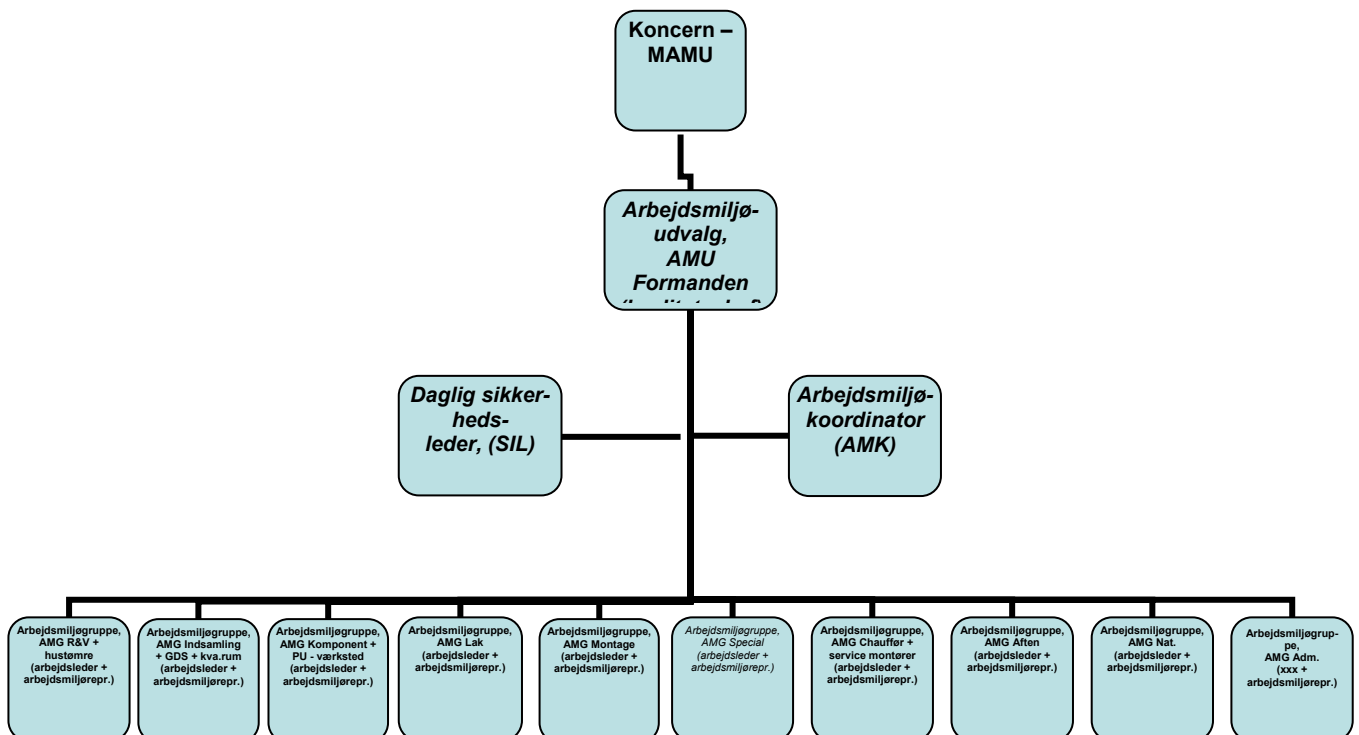 Koncern –
MAMU
Arbejdsmiljø-
udvalg,
AMU
Formanden
Daglig sikker-
heds-
leder, (SIL)
Arbejdsmiljø-
koordinator
(AMK)
Arbejdsmiljøgruppe,
AMG R&V +
hustømre
(arbejdsleder +
arbejdsmiljørepr.)
Arbejdsmiljøgruppe,
AMG Indsamling
+ GDS + kva.rum
(arbejdsleder +
arbejdsmiljørepr.)
Arbejdsmiljøgruppe,
AMG Komponent +
PU - værksted
(arbejdsleder +
arbejdsmiljørepr.)
Arbejdsmiljøgruppe,
AMG Lak
(arbejdsleder +
arbejdsmiljørepr.)
Arbejdsmiljøgruppe,
AMG Montage
(arbejdsleder +
arbejdsmiljørepr.)
Arbejdsmiljøgruppe,
AMG Special
(arbejdsleder +
arbejdsmiljørepr.)
Arbejdsmiljøgruppe,
AMG Chauffør +
service montører
(arbejdsleder +
arbejdsmiljørepr.)
Arbejdsmiljøgruppe,
AMG Aften
(arbejdsleder +
arbejdsmiljørepr.)
Arbejdsmiljøgruppe,
AMG Nat.
(arbejdsleder +
arbejdsmiljørepr.)
Arbejdsmiljøgrup-
pe,
AMG Adm.
(xxx +
arbejdsmiljørepr.)